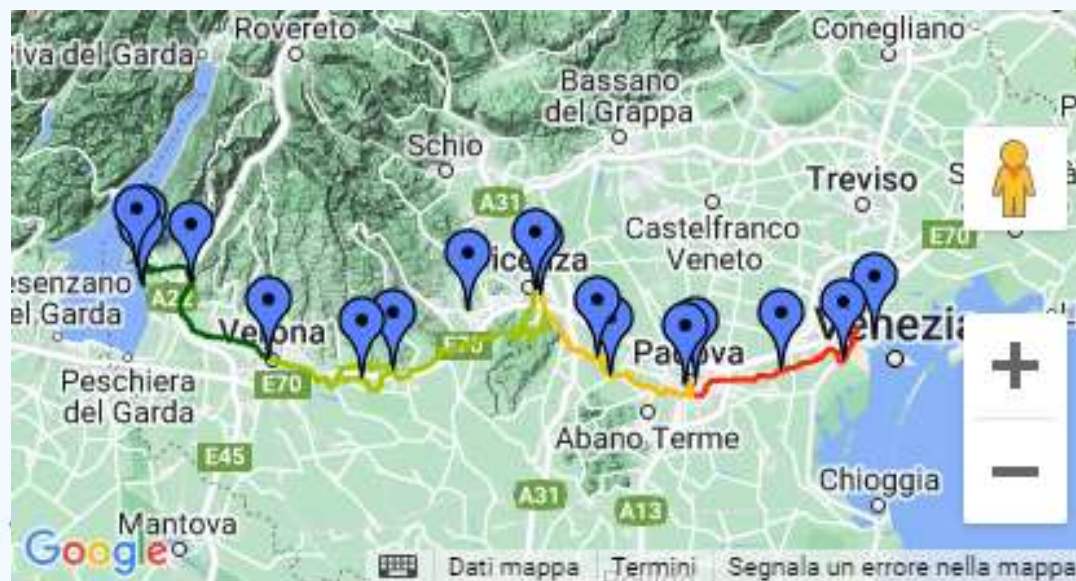 Rovereto
Conegliano
Riva del Garda
Bassano
del Grappa
Schio
A31
Treviso
Castelfranco
Veneto
E70
Desenzano
del Garda
A22
Vicenza
Verona
E70
Padova
Venezia
E70
Peschiera
del Garda
Abano Terme
E45
A31
A13
Chioggia
Mantova
Google
Dati mappa
Termini
Segnala un errore nella mappa